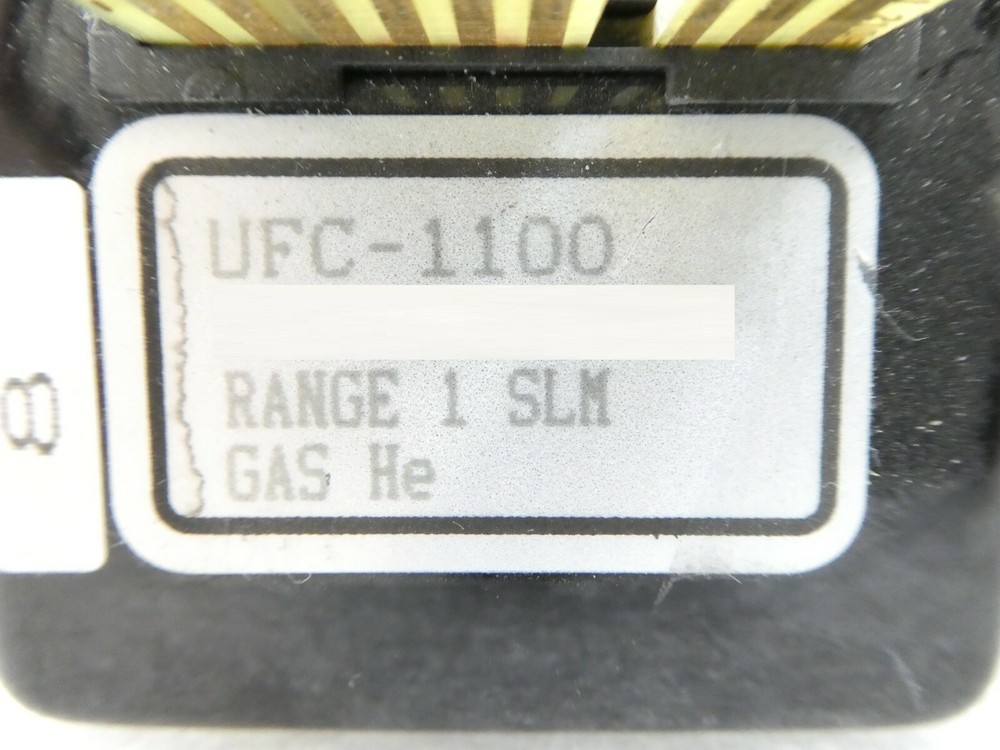 UFC-1100
RANGE 1 SLM
GAS He
8